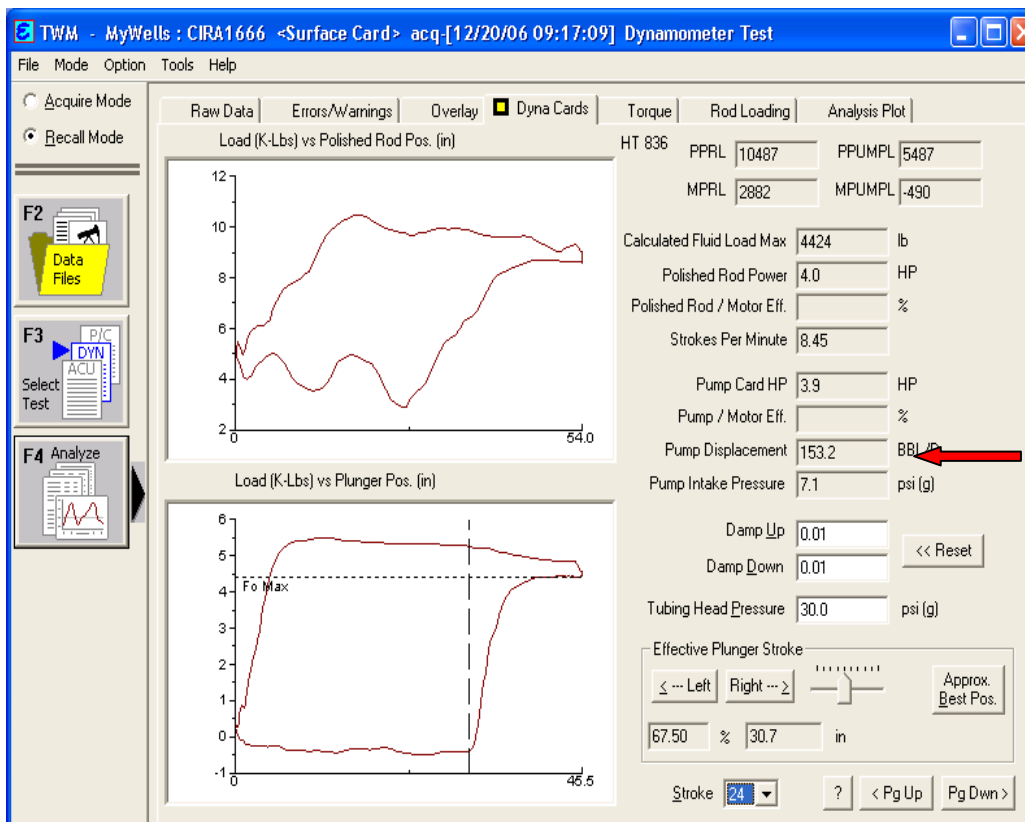 TWM - MyWells : CIRA1666 <Surface Card> acq-[12/20/06 09:17:09] Dynamometer Test
File Mode Option Tools Help
Acquire Mode
Recall Mode
F2
Data
Files
F3
P/C
DYN
ACU
Select
Test
F4 Analyze
Raw Data Errors/Warnings Overlay Dyna Cards Torque Rod Loading Analysis Plot
Load (K-Lbs) vs Polished Rod Pos. (in)
12
10
8
6
4
2
0 54.0
Load (K-Lbs) vs Plunger Pos. (in)
6
5
4
Fo Max
3
2
1
0
-1
0 45.5
HT 836 PPRL 10487 PPUMPL 5487
MPRL 2882 MPUMPL -490
Calculated Fluid Load Max 4424 lb
Polished Rod Power 4.0 HP
Polished Rod / Motor Eff. %
Strokes Per Minute 8.45
Pump Card HP 3.9 HP
Pump / Motor Eff. %
Pump Displacement 153.2
Pump Intake Pressure 7.1 psi (g)
Damp Up 0.01
<< Reset
Damp Down 0.01
Tubing Head Pressure 30.0 psi (g)
Effective Plunger Stroke
< --- Left Right --- >
Approx.
Best Pos.
67.50 % 30.7 in
Stroke 24 ? < Pg Up Pg Dwn >